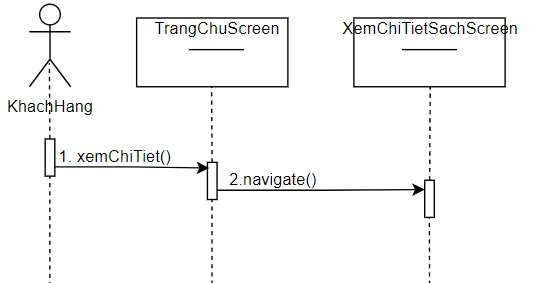 TrangChuScreen
XemChiTietSachScreen
KhachHang
1. xemChiTiet()
2.navigate()